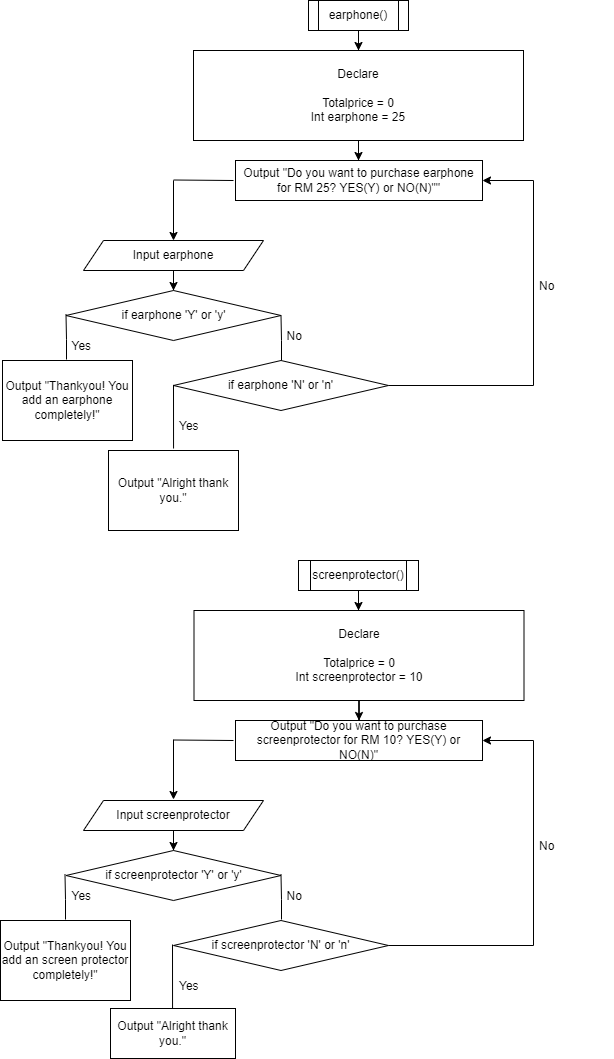 earphone()
Declare
Totalprice = 0
Int earphone = 25
Output "Do you want to purchase earphone
for RM 25? YES(Y) or NO(N)""
Input earphone
No
if earphone 'Y' or 'y'
No
Yes
Output "Thankyou! You
add an earphone
completely!"
if earphone 'N' or 'n'
Yes
Output "Alright thank
you."
screenprotector()
Declare
Totalprice = 0
Int screenprotector = 10
Output "Do you want to purchase
screenprotector for RM 10? YES(Y) or
NO(N)"
Input screenprotector
No
if screenprotector 'Y' or 'y'
Yes
No
Output "Thankyou! You
add an screen protector
completely!"
if screenprotector 'N' or 'n'
Yes
Output "Alright thank
you."